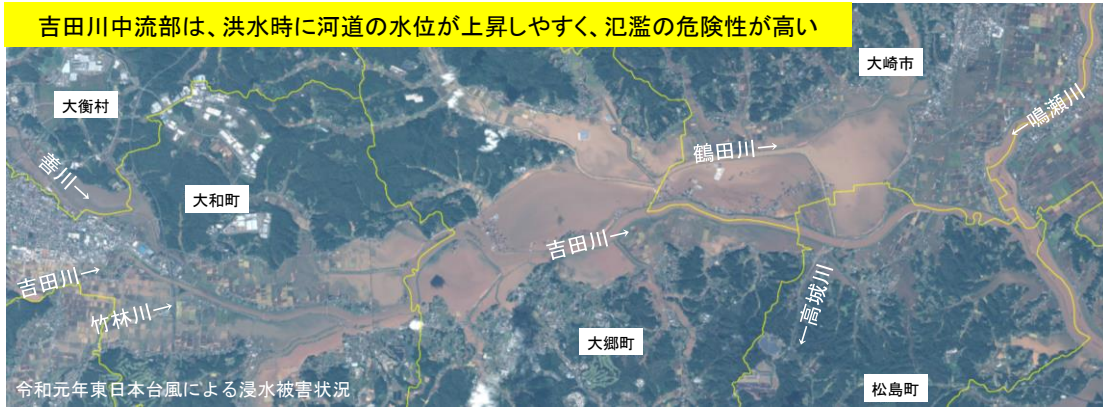 吉田川中流部は、洪水時に河道の水位が上昇しやすく、氾濫の危険性が高い
大崎市
大衡村
←鳴瀬川
鶴田川→
善川→
大和町
吉田川→
吉田川→
竹林川→
←高城川
大郷町
令和元年東日本台風による浸水被害状況
松島町